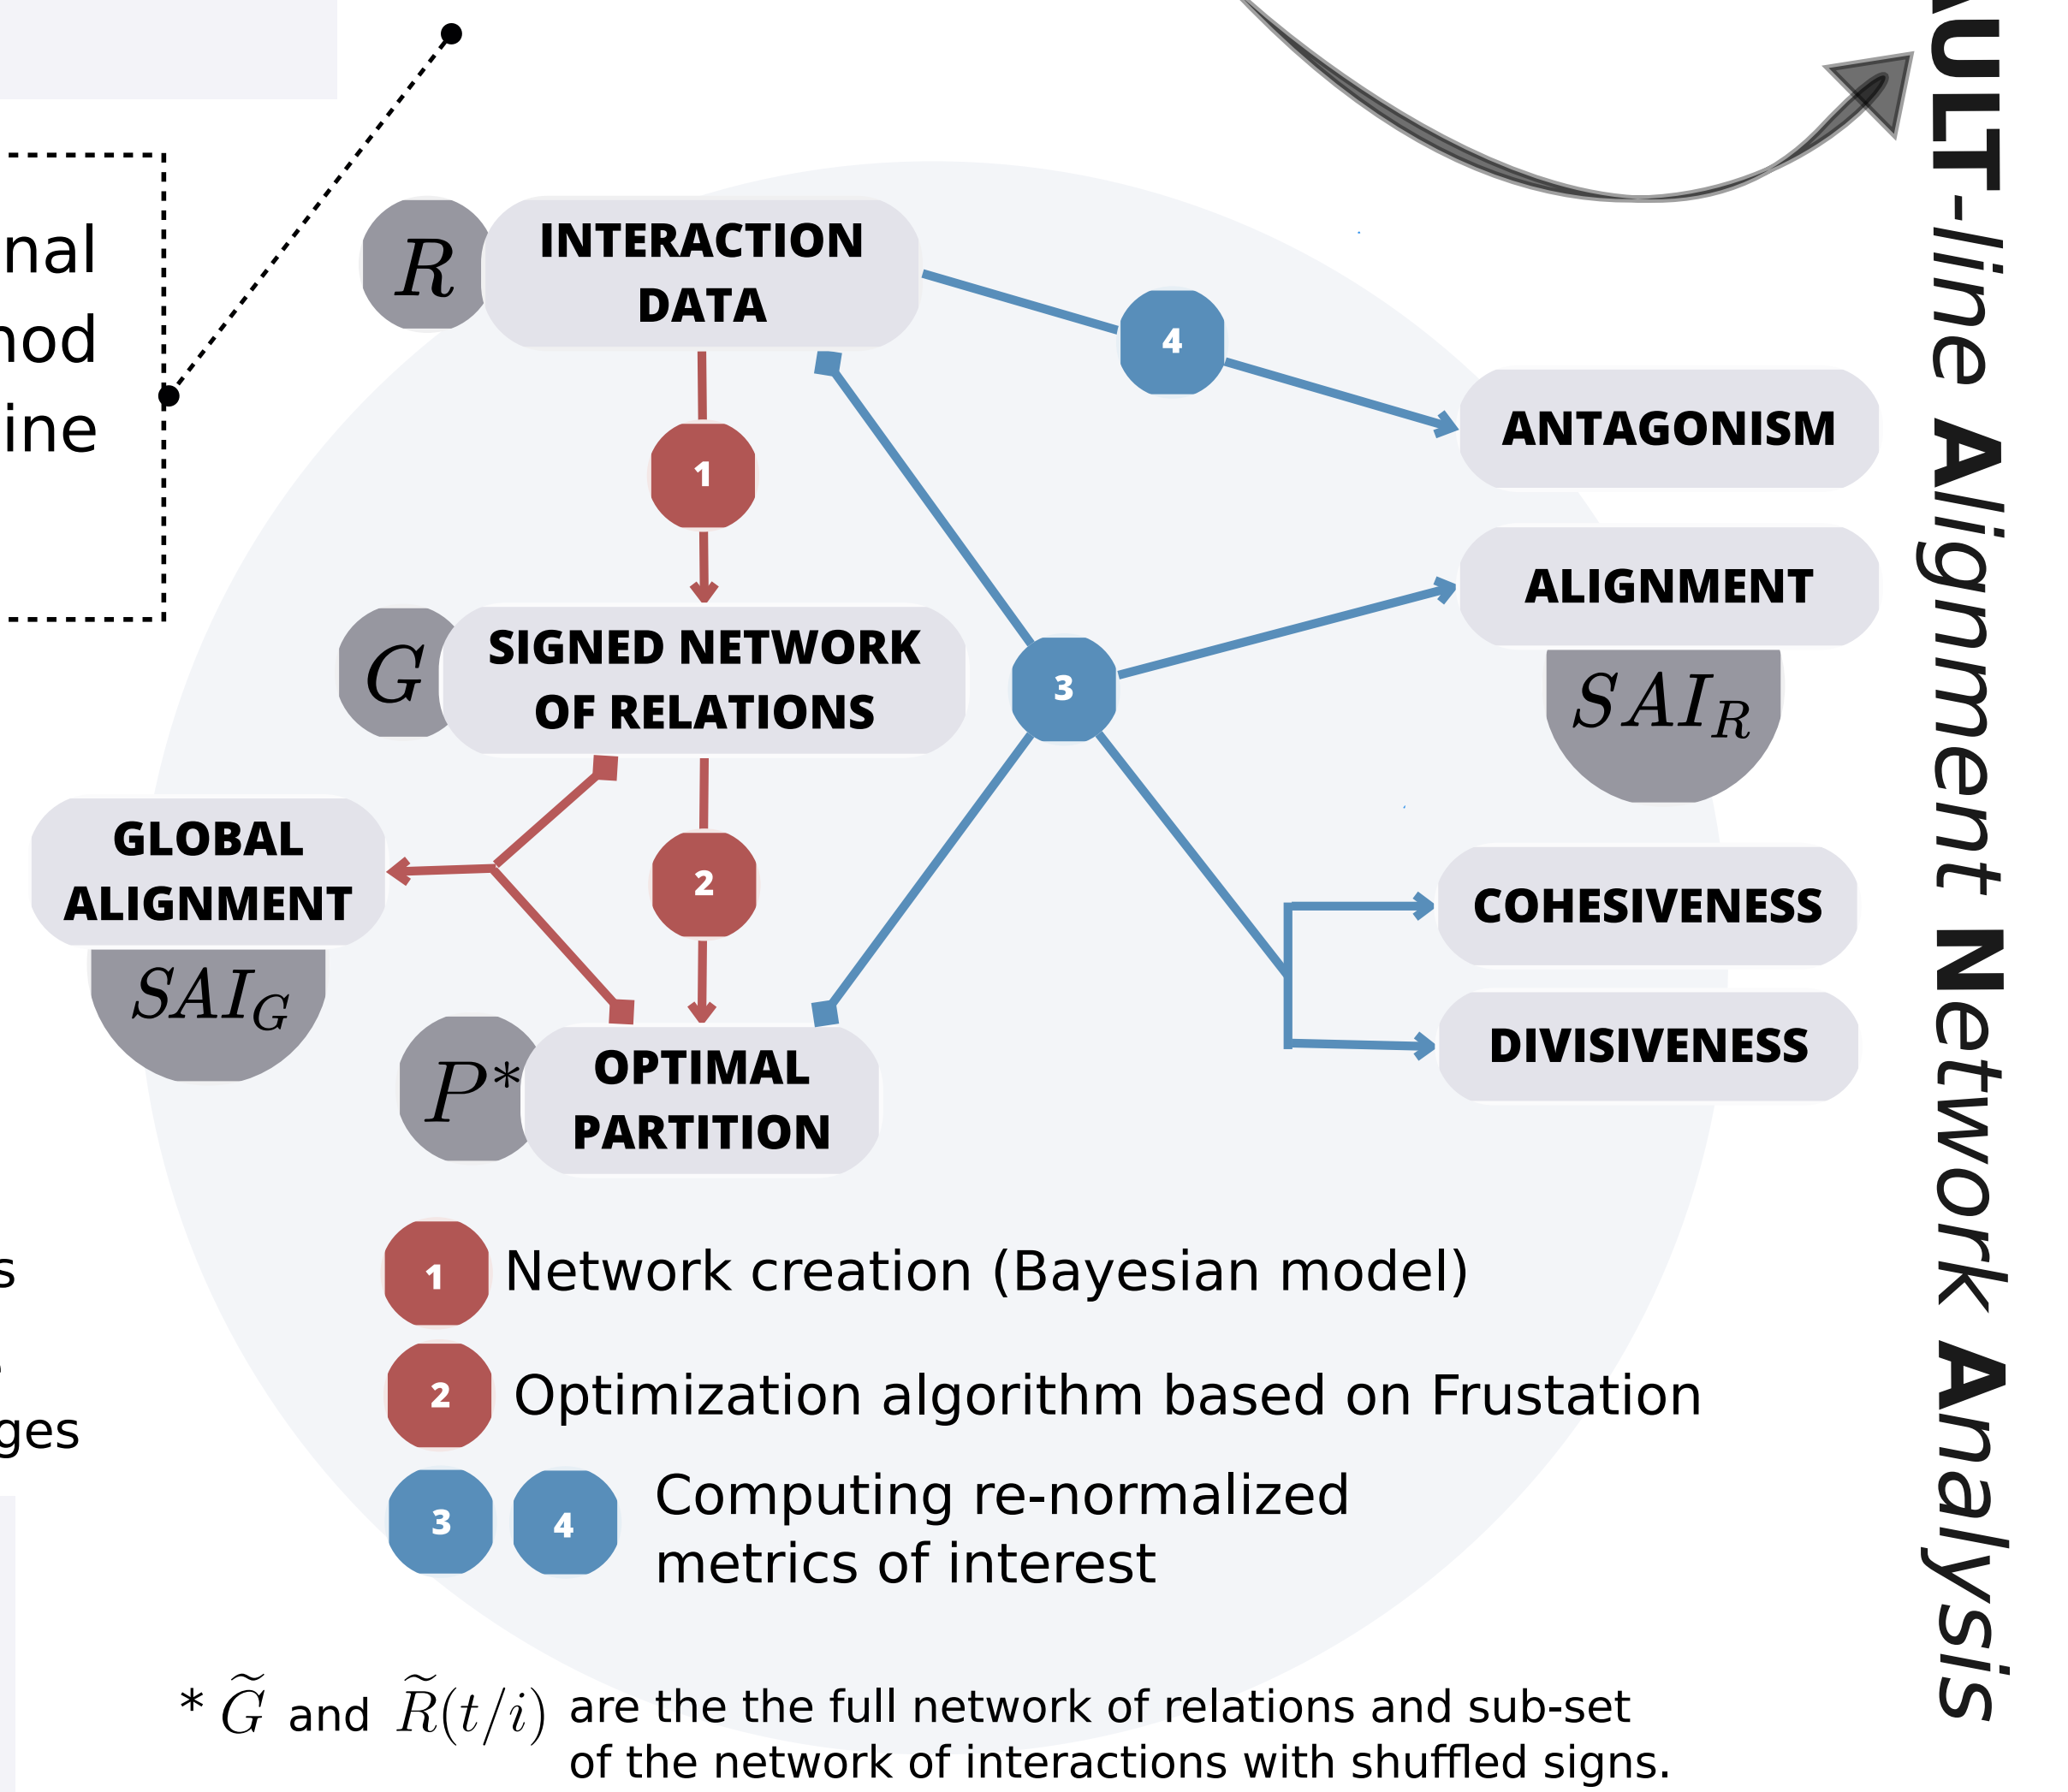 nal
nod
ine
R
INTERACTION
DATA
4
ANTAGONISM
1
ALIGNMENT
SAI_R
G
SIGNED NETWORK
OF RELATIONS
3
GLOBAL
ALIGNMENT
SAI_G
2
COHESIVENESS
DIVISIVENESS
P*
OPTIMAL
PARTITION
1 Network creation (Bayesian model)
2 Optimization algorithm based on Frustation
3 4 Computing re-normalized
metrics of interest
s
ges
* G̃ and R̃(t/i) are the the full network of relations and sub-set
of the network of interactions with shuffled signs.
AULT-line Alignment Network Analysis